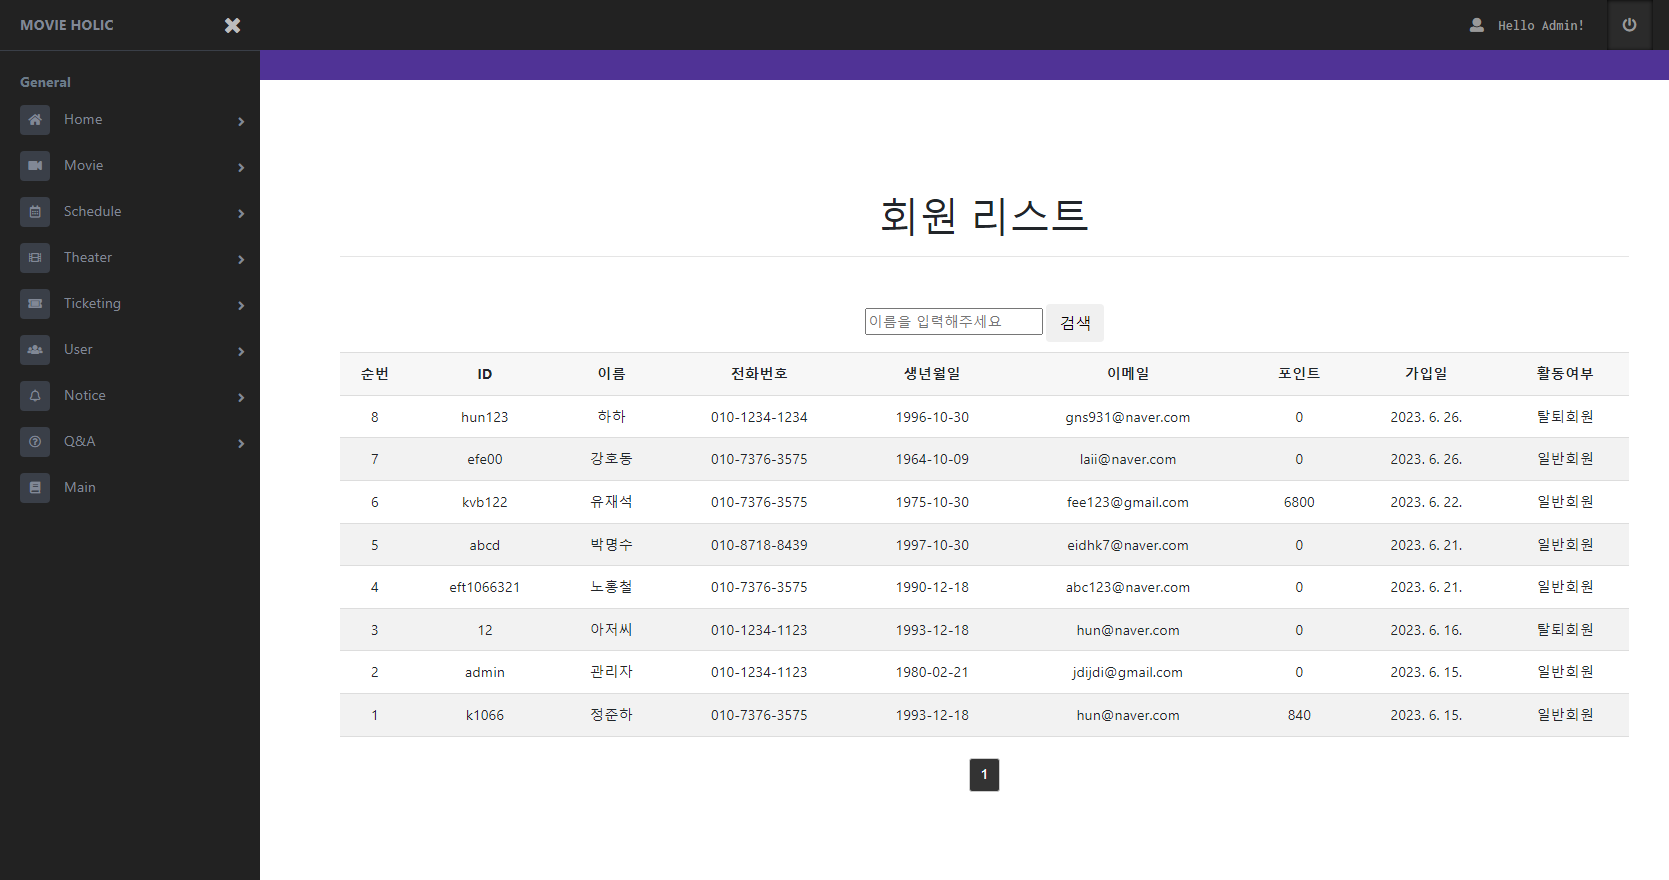 MOVIE HOLIC
Hello Admin!
General
Home
Movie
Schedule
Theater
Ticketing
User
Notice
Q&A
Main
회원 리스트
이름을 입력해주세요 검색
순번 ID 이름 전화번호 생년월일 이메일 포인트 가입일 활동여부
8 hun123 하하 010-1234-1234 1996-10-30 gns931@naver.com 0 2023. 6. 26. 탈퇴회원
7 efe00 강호동 010-7376-3575 1964-10-09 laii@naver.com 0 2023. 6. 26. 일반회원
6 kvb122 유재석 010-7376-3575 1975-10-30 fee123@gmail.com 6800 2023. 6. 22. 일반회원
5 abcd 박명수 010-8718-8439 1997-10-30 eidhk7@naver.com 0 2023. 6. 21. 일반회원
4 eft1066321 노홍철 010-7376-3575 1990-12-18 abc123@naver.com 0 2023. 6. 21. 일반회원
3 12 아저씨 010-1234-1123 1993-12-18 hun@naver.com 0 2023. 6. 16. 탈퇴회원
2 admin 관리자 010-1234-1123 1980-02-21 jdijdi@gmail.com 0 2023. 6. 15. 일반회원
1 k1066 정준하 010-7376-3575 1993-12-18 hun@naver.com 840 2023. 6. 15. 일반회원
1